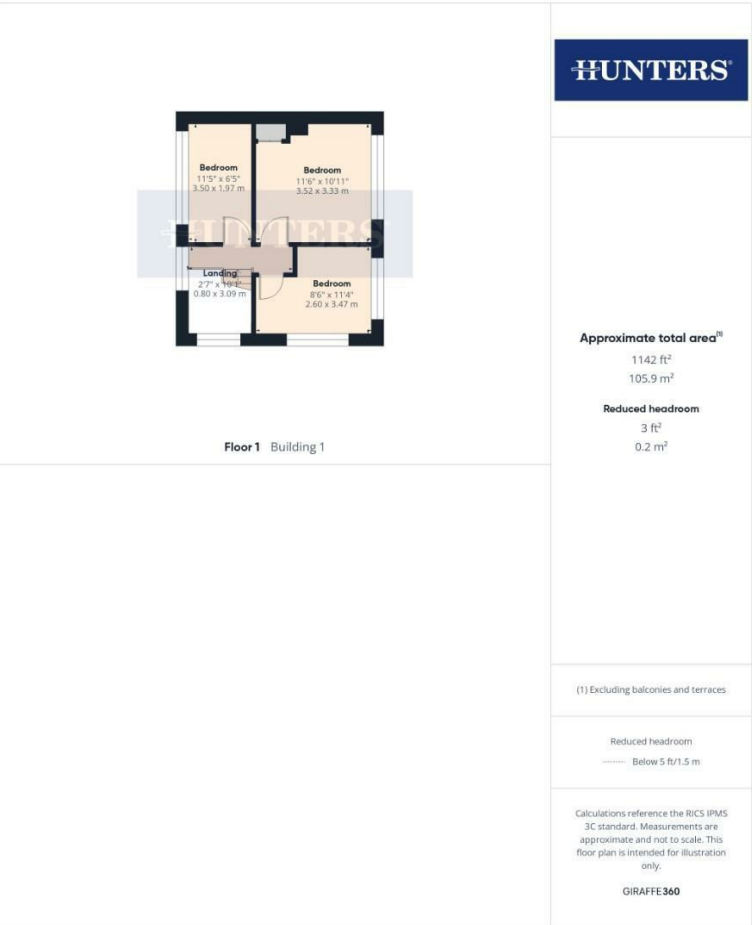 HUNTERS®
Bedroom
11'5" x 6'5"
3.50 x 1.97 m
Bedroom
11'6" x 10'11"
3.52 x 3.33 m
HUNTERS
Landing
2'7" x 10'1"
0.80 x 3.09 m
Bedroom
8'6" x 11'4"
2.60 x 3.47 m
Floor 1 Building 1
Approximate total area(1)
1142 ft²
105.9 m²
Reduced headroom
3 ft²
0.2 m²
(1) Excluding balconies and terraces
Reduced headroom
Below 5 ft/1.5 m
Calculations reference the RICS IPMS
3C standard. Measurements are
approximate and not to scale. This
floor plan is intended for illustration
only.
GIRAFFE360